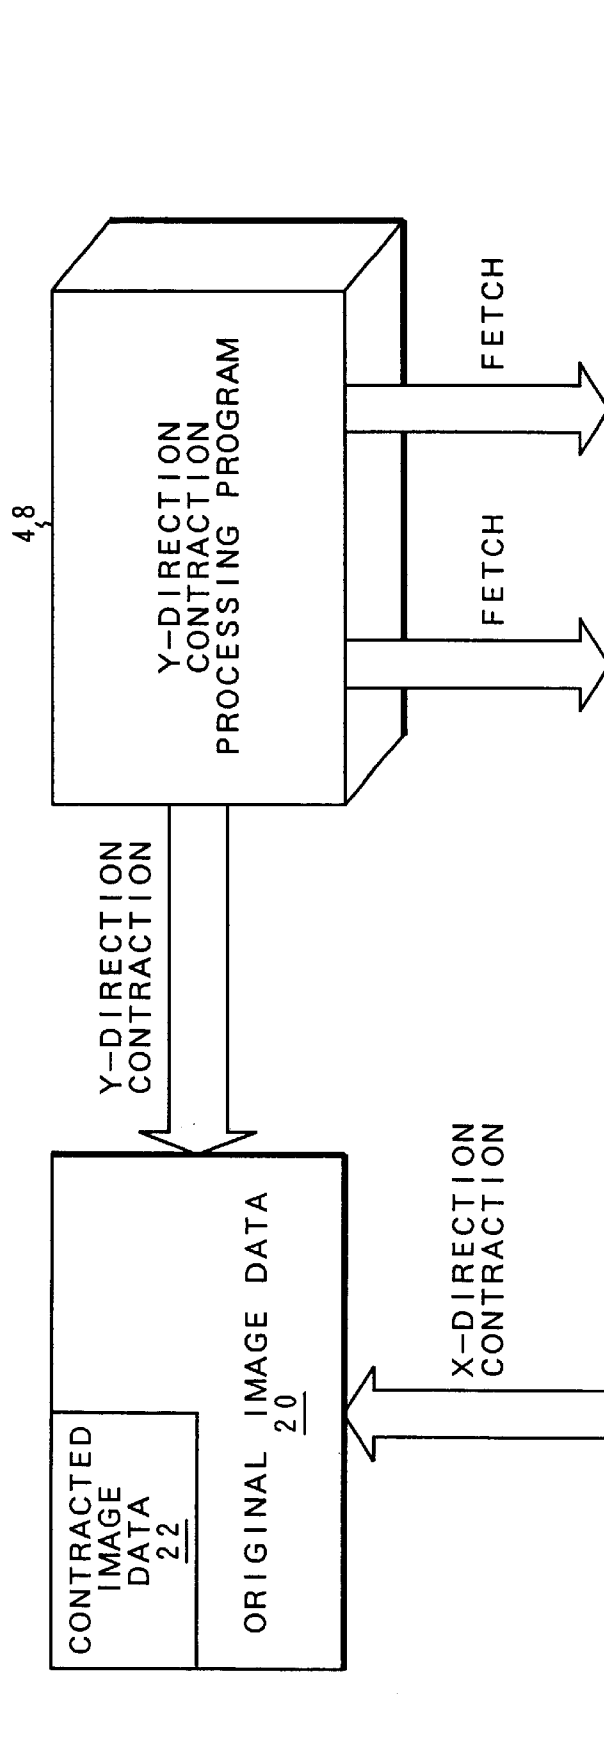 48
Y-DIRECTION
CONTRACTION
PROCESSING PROGRAM
FETCH
FETCH
Y-DIRECTION
CONTRACTION
CONTRACTED
IMAGE
DATA
22
ORIGINAL IMAGE DATA
20
X-DIRECTION
CONTRACTION